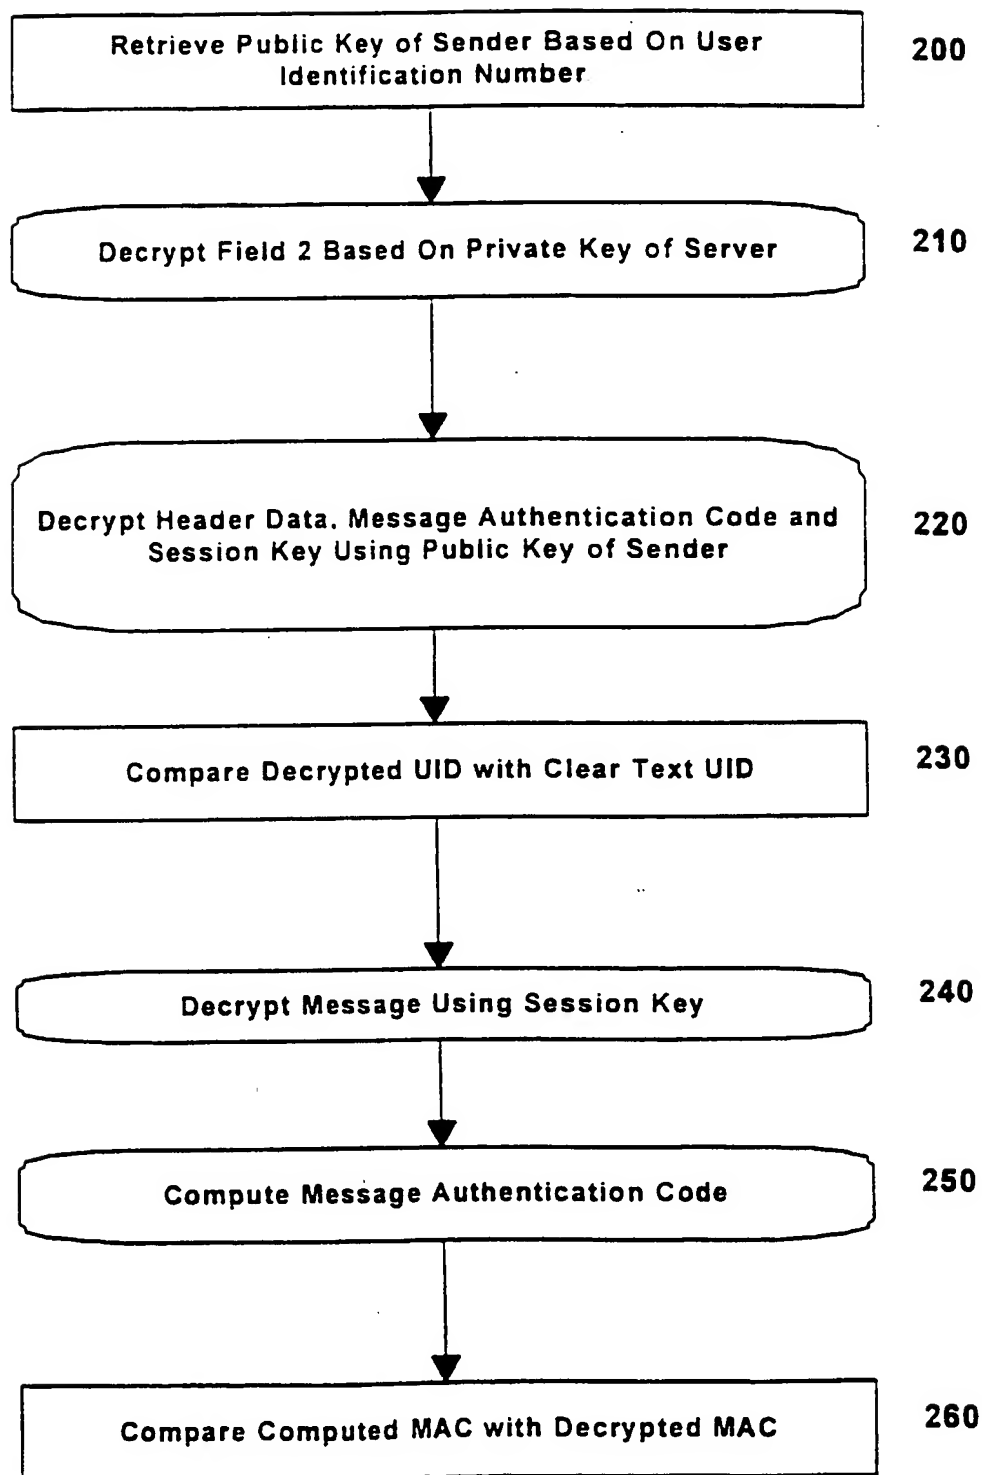 Retrieve Public Key of Sender Based On User
Identification Number
200
Decrypt Field 2 Based On Private Key of Server
210
Decrypt Header Data. Message Authentication Code and
Session Key Using Public Key of Sender
220
Compare Decrypted UID with Clear Text UID
230
Decrypt Message Using Session Key
240
Compute Message Authentication Code
250
Compare Computed MAC with Decrypted MAC
260